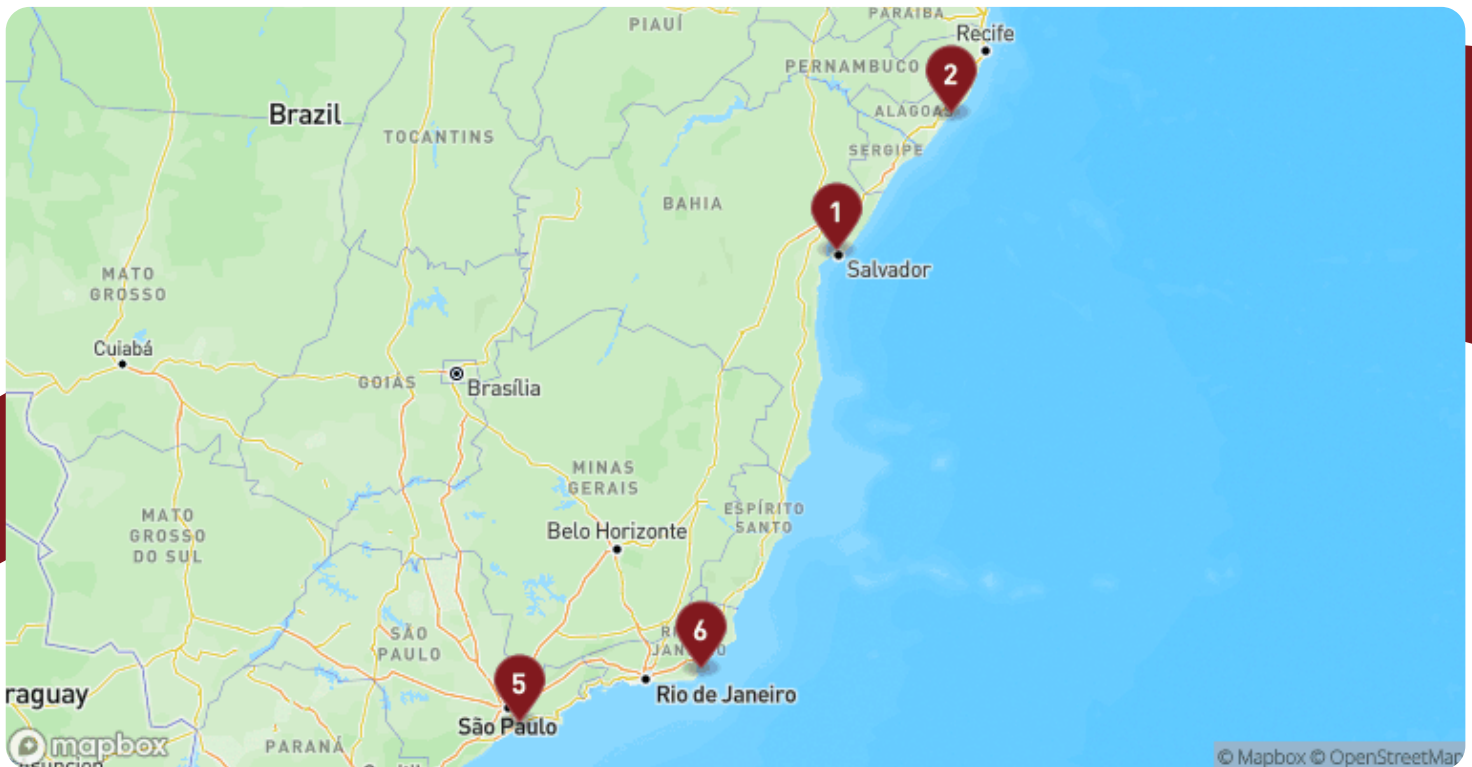 PARAÍBA
PIAUÍ
Recife
PERNAMBUCO
2
Brazil
ALAGOAS
TOCANTINS
SERGIPE
BAHIA
1
Salvador
MATO
GROSSO
Cuiabá
GOIÁS
Brasília
MINAS
GERAIS
ESPÍRITO
SANTO
MATO
GROSSO
DO SUL
Belo Horizonte
SÃO
PAULO
6
5
raguay
Rio de Janeiro
São Paulo
PARANÁ
mapbox
© Mapbox © OpenStreetMap